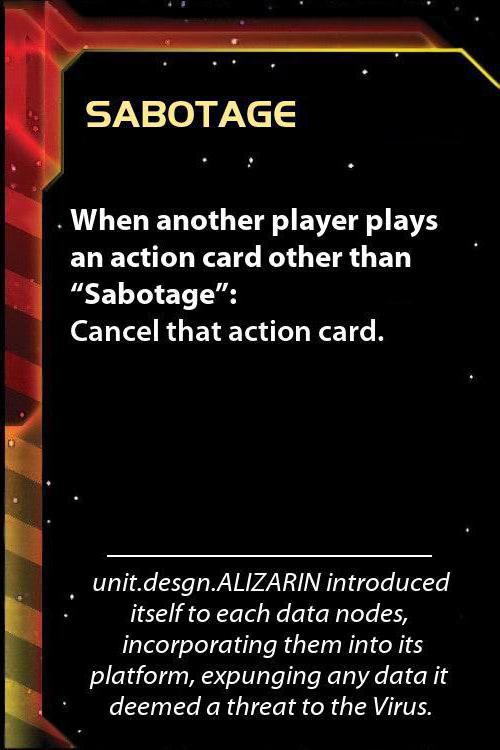 SABOTAGE
When another player plays
an action card other than
“Sabotage”:
Cancel that action card.
unit.desgn.ALIZARIN introduced
itself to each data nodes,
incorporating them into its
platform, expunging any data it
deemed a threat to the Virus.